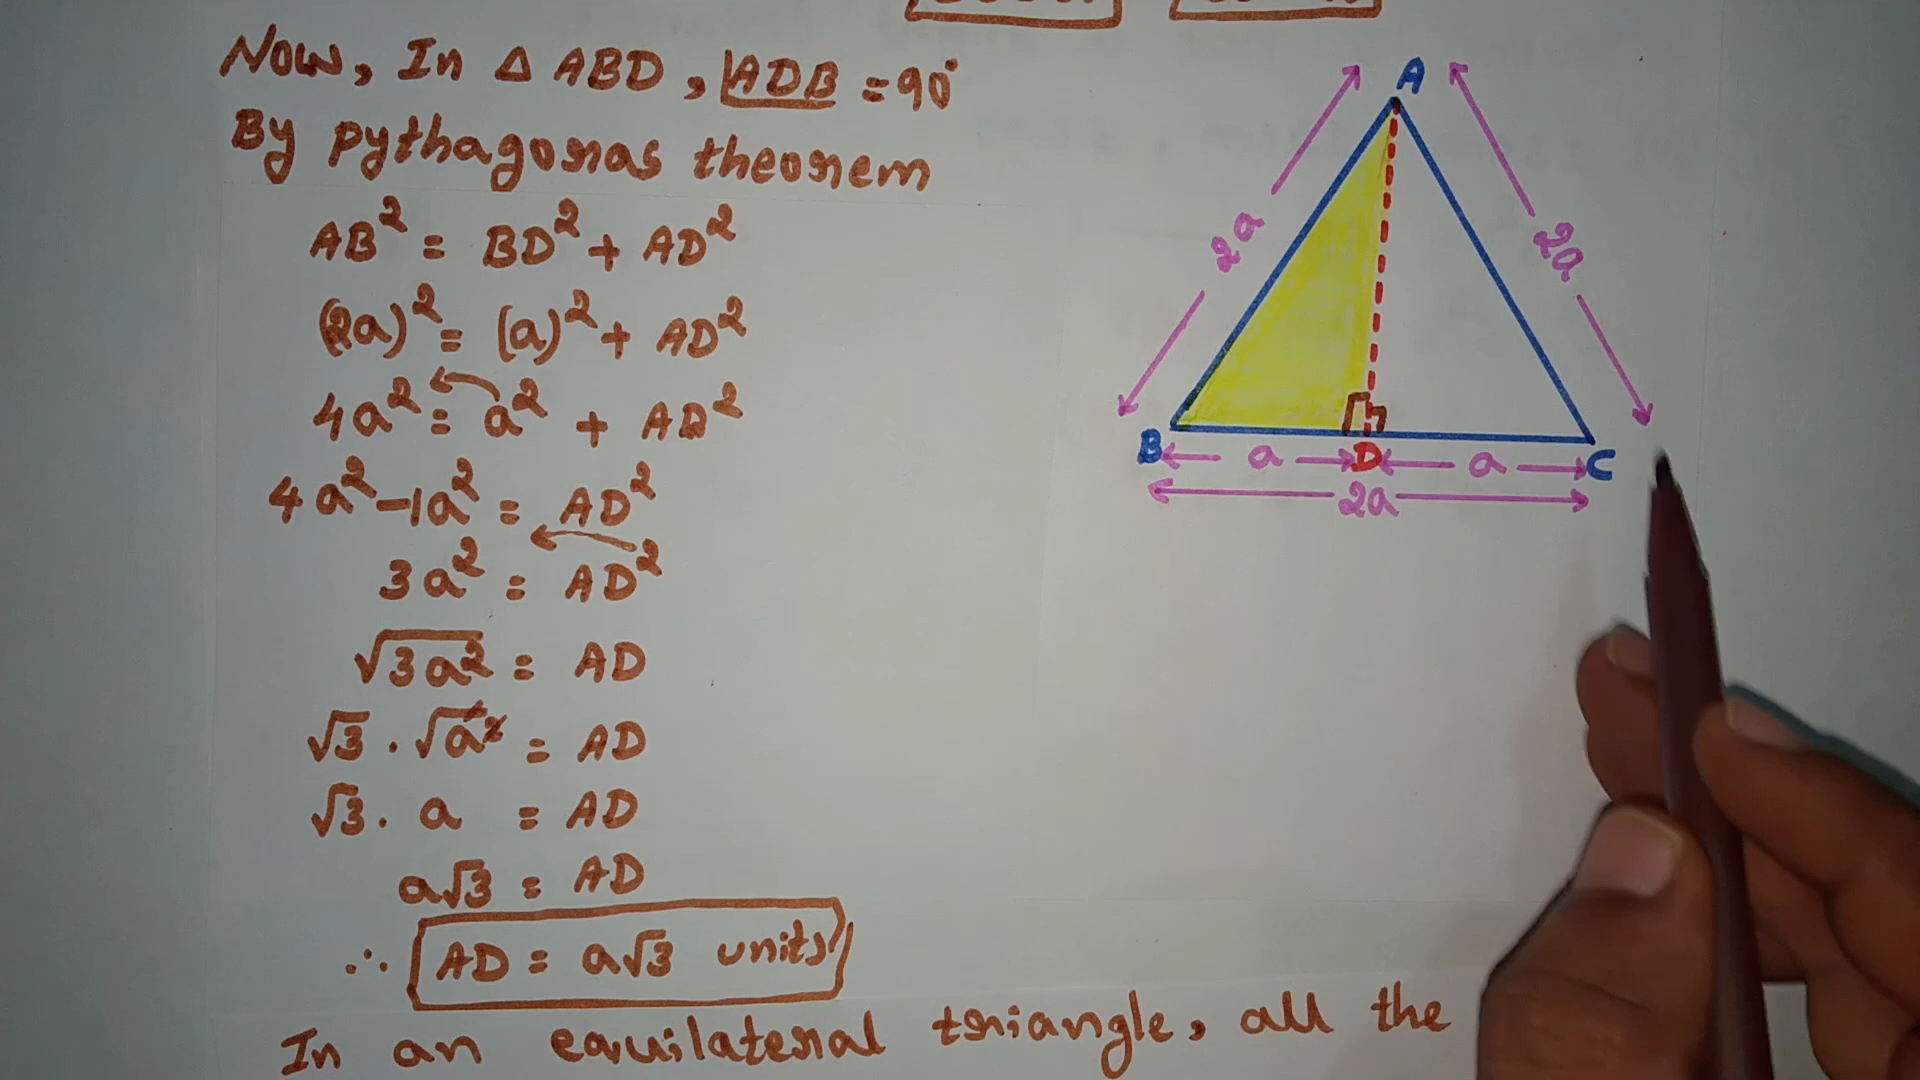 Now, In △ ABD, ∠ADB = 90°
By pythagoras theorem
AB² = BD² + AD²
(2a)² = (a)² + AD²
4a² = a² + AD²
4a² - 1a² = AD²
3a² = AD²
√3a² = AD
√3 . √a² = AD
√3 . a = AD
a√3 = AD
∴ AD = a√3 units
In an equilateral triangle, all the
A
2a
2a
B
a
D
a
C
2a